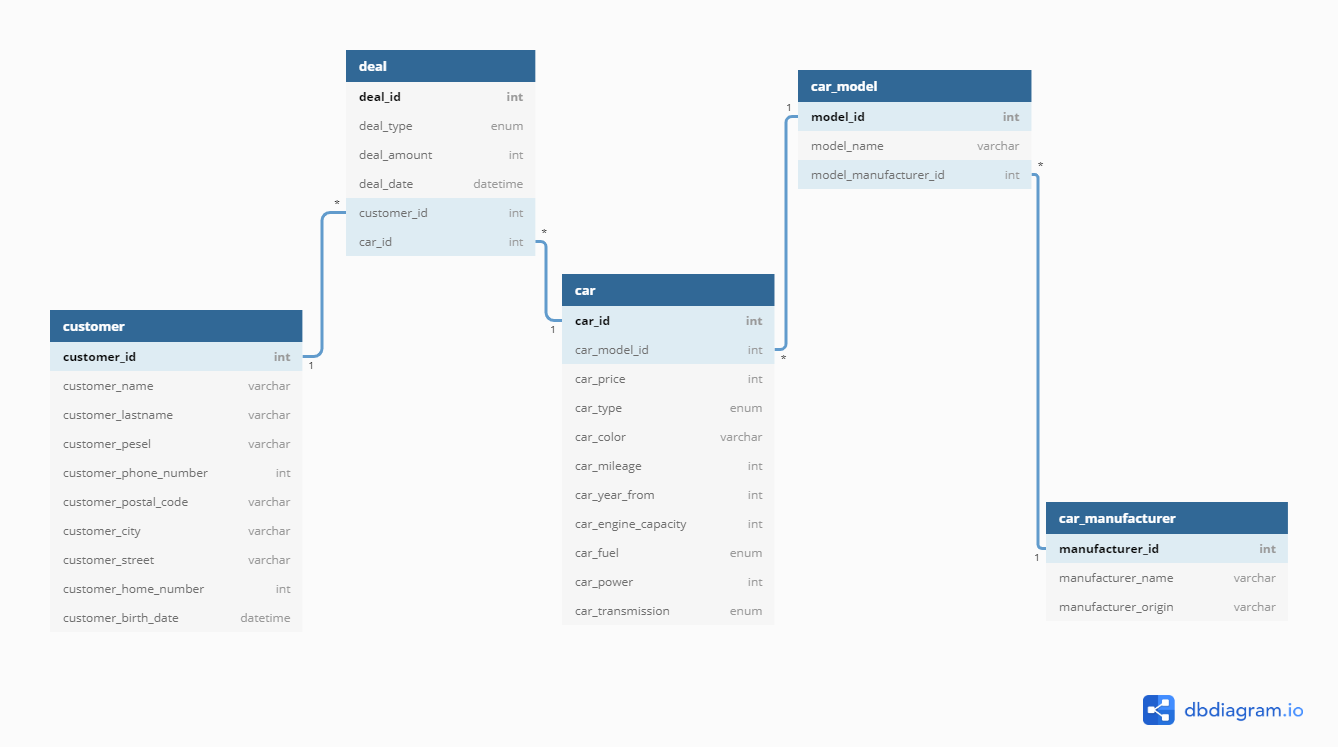 deal
deal_id int
deal_type enum
deal_amount int
deal_date datetime
* customer_id int
car_id int *
customer
customer_id int 1
customer_name varchar
customer_lastname varchar
customer_pesel varchar
customer_phone_number int
customer_postal_code varchar
customer_city varchar
customer_street varchar
customer_home_number int
customer_birth_date datetime
car
1 car_id int
car_model_id int *
car_price int
car_type enum
car_color varchar
car_mileage int
car_year_from int
car_engine_capacity int
car_fuel enum
car_power int
car_transmission enum
car_model
1 model_id int
model_name varchar
model_manufacturer_id int *
car_manufacturer
1 manufacturer_id int
manufacturer_name varchar
manufacturer_origin varchar
dbdiagram.io